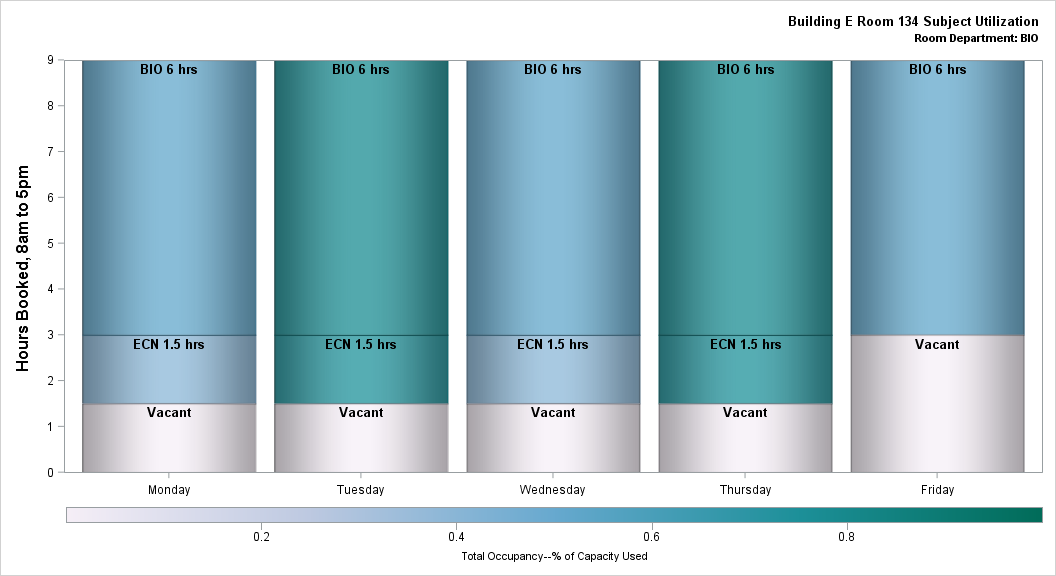 Building E Room 134 Subject Utilization
Room Department: BIO
Hours Booked, 8am to 5pm
9
8
7
6
5
4
3
2
1
0
BIO 6 hrs
BIO 6 hrs
BIO 6 hrs
BIO 6 hrs
BIO 6 hrs
ECN 1.5 hrs
ECN 1.5 hrs
ECN 1.5 hrs
ECN 1.5 hrs
Vacant
Vacant
Vacant
Vacant
Vacant
Monday
Tuesday
Wednesday
Thursday
Friday
0.2
0.4
0.6
0.8
Total Occupancy--% of Capacity Used